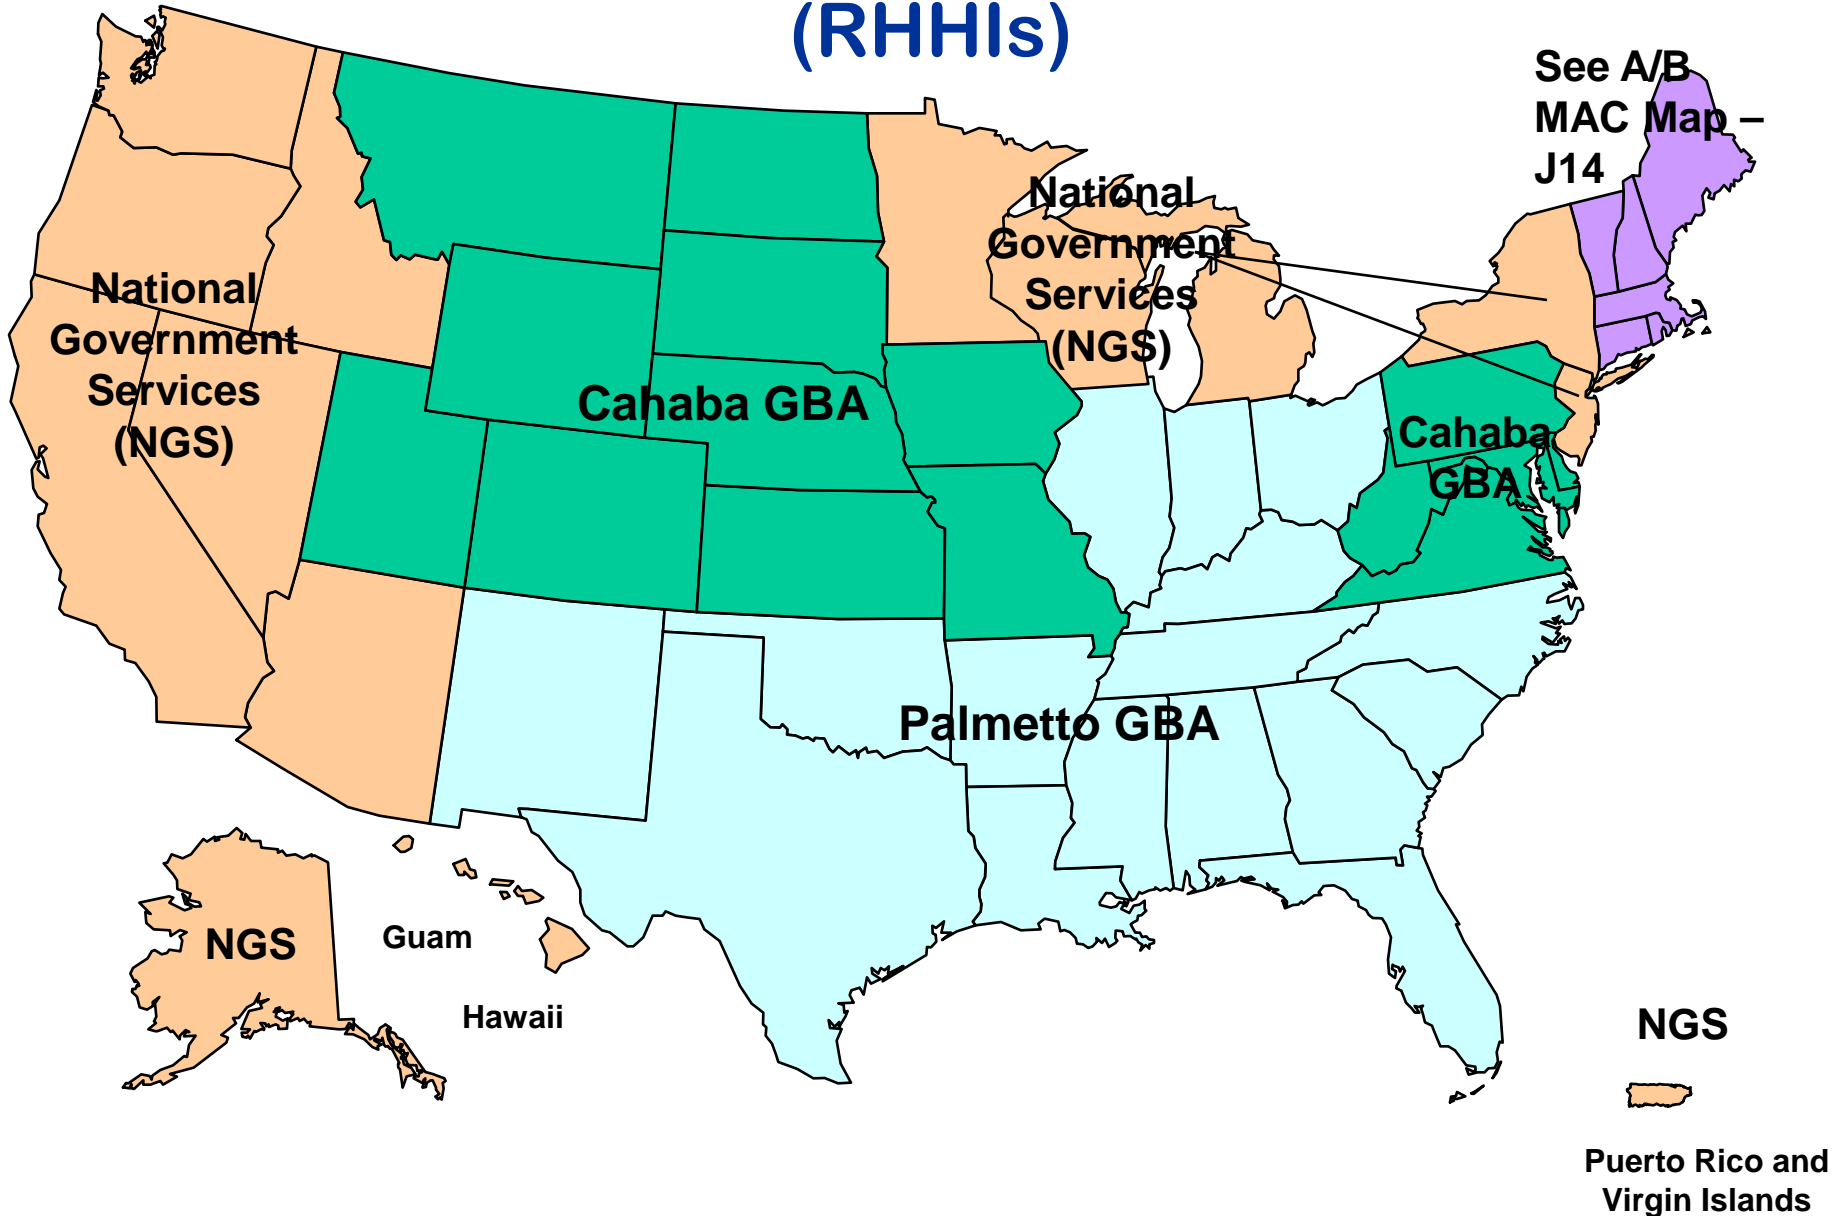 (RHHIs)
See A/B
MAC Map –
J14
National
Government
Services
(NGS)
National
Government
Services
(NGS)
Cahaba GBA
Cahaba
GBA
Palmetto GBA
NGS
Guam
Hawaii
NGS
Puerto Rico and
Virgin Islands